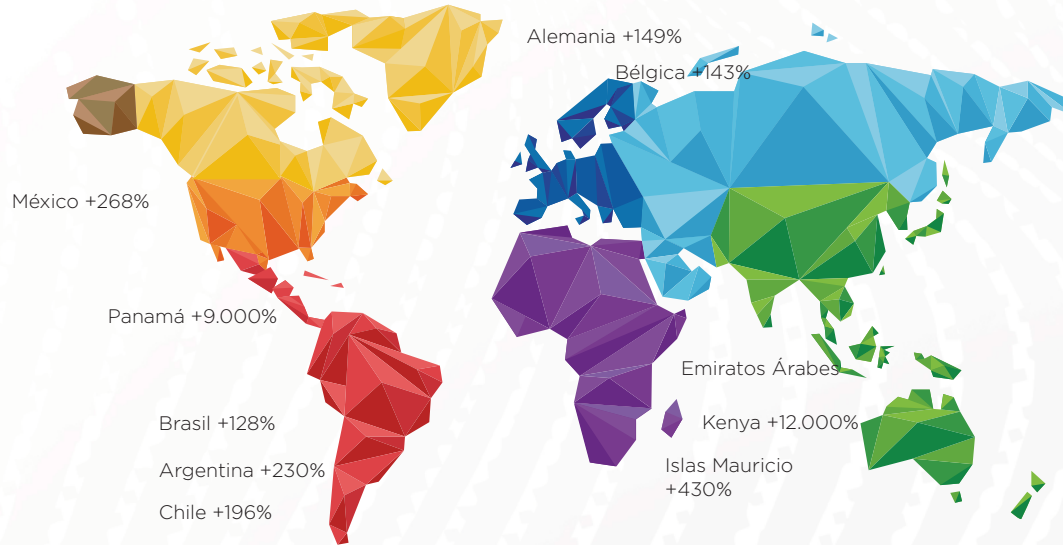 Alemania +149%
Bélgica +143%
México +268%
Panamá +9.000%
Emiratos Árabes
Brasil +128%
Kenya +12.000%
Argentina +230%
Islas Mauricio
+430%
Chile +196%